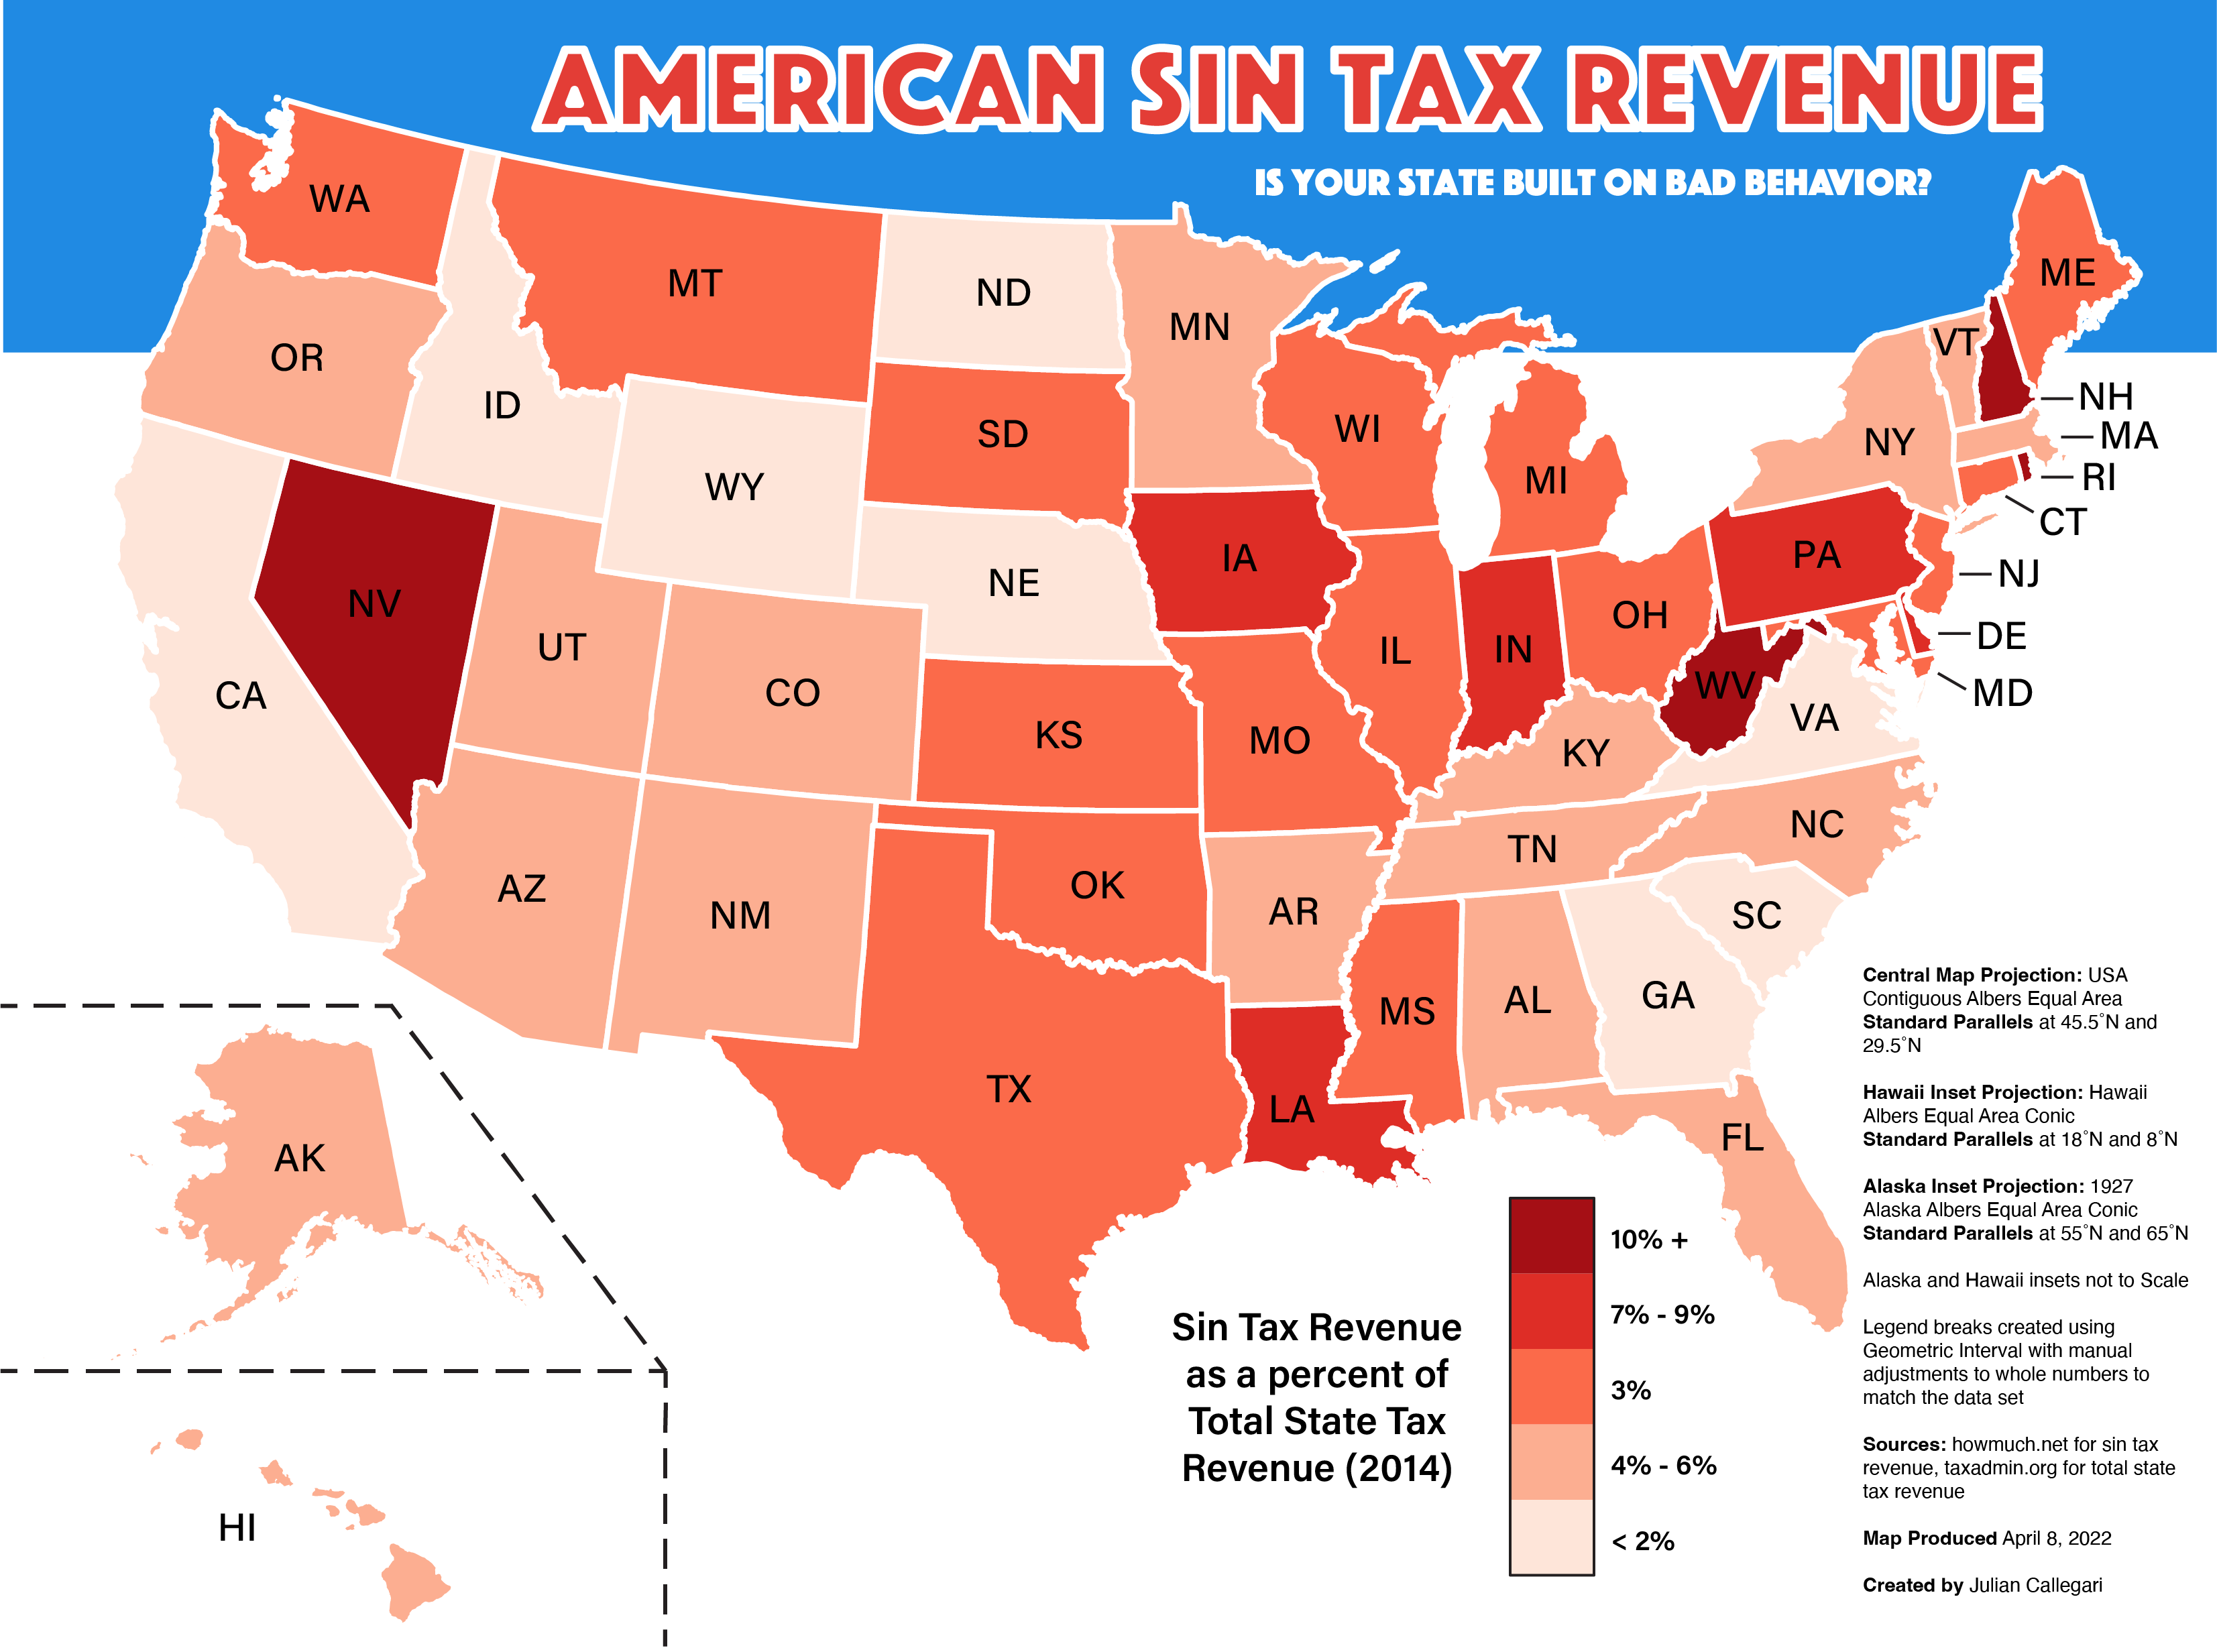 AMERICAN SIN TAX REVENUE
IS YOUR STATE BUILT ON BAD BEHAVIOR?
WA
MT
ND
MN
ME
OR
ID
SD
WI
VT
NH
WY
MI
NY
MA
RI
CT
NV
NE
IA
PA
NJ
UT
IL
IN
OH
DE
CA
CO
KS
MO
WV
MD
VA
KY
AZ
NM
OK
AR
TN
NC
SC
TX
LA
MS
AL
GA
FL
AK
HI
Sin Tax Revenue
as a percent of
Total State Tax
Revenue (2014)
10% +
7% - 9%
3%
4% - 6%
< 2%
Central Map Projection: USA
Contiguous Albers Equal Area
Standard Parallels at 45.5°N and
29.5°N
Hawaii Inset Projection: Hawaii
Albers Equal Area Conic
Standard Parallels at 18°N and 8°N
Alaska Inset Projection: 1927
Alaska Albers Equal Area Conic
Standard Parallels at 55°N and 65°N
Alaska and Hawaii insets not to Scale
Legend breaks created using
Geometric Interval with manual
adjustments to whole numbers to
match the data set
Sources: howmuch.net for sin tax
revenue, taxadmin.org for total state
tax revenue
Map Produced April 8, 2022
Created by Julian Callegari